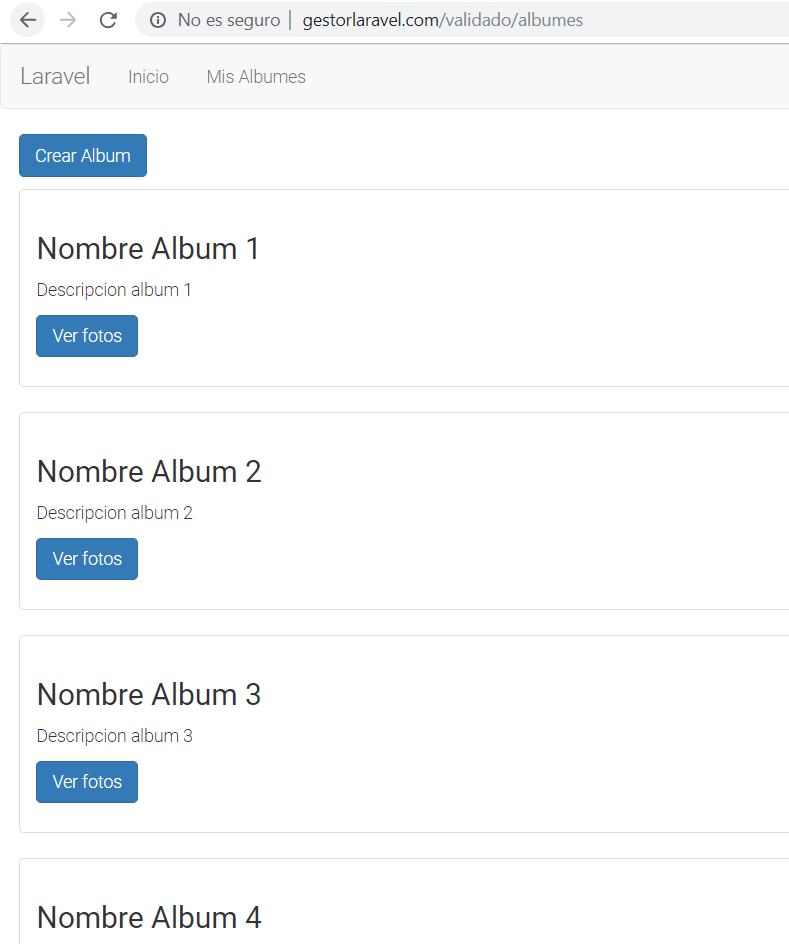 No es seguro | gestorlaravel.com/validado/albumes
Laravel Inicio Mis Albumes
Crear Album
Nombre Album 1
Descripcion album 1
Ver fotos
Nombre Album 2
Descripcion album 2
Ver fotos
Nombre Album 3
Descripcion album 3
Ver fotos
Nombre Album 4